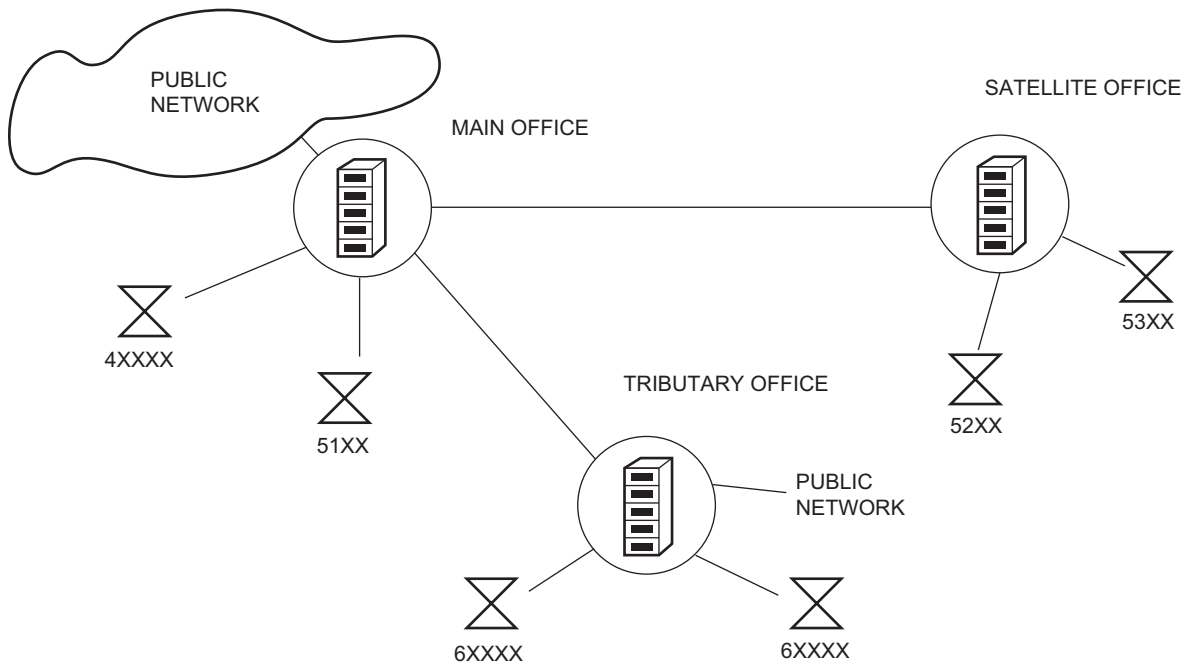 PUBLIC
NETWORK
MAIN OFFICE
SATELLITE OFFICE
4XXXX
51XX
53XX
52XX
TRIBUTARY OFFICE
PUBLIC
NETWORK
6XXXX
6XXXX